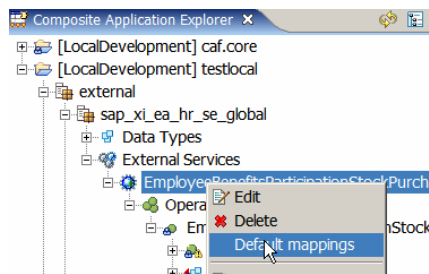 Composite Application Explorer
[LocalDevelopment] caf.core
[LocalDevelopment] testlocal
external
sap_xi_ea_hr_se_global
Data Types
External Services
EmployeeBenefitsParticipationStockPurch
Opera
Edit
Delete
Em
nStock
Default mappings